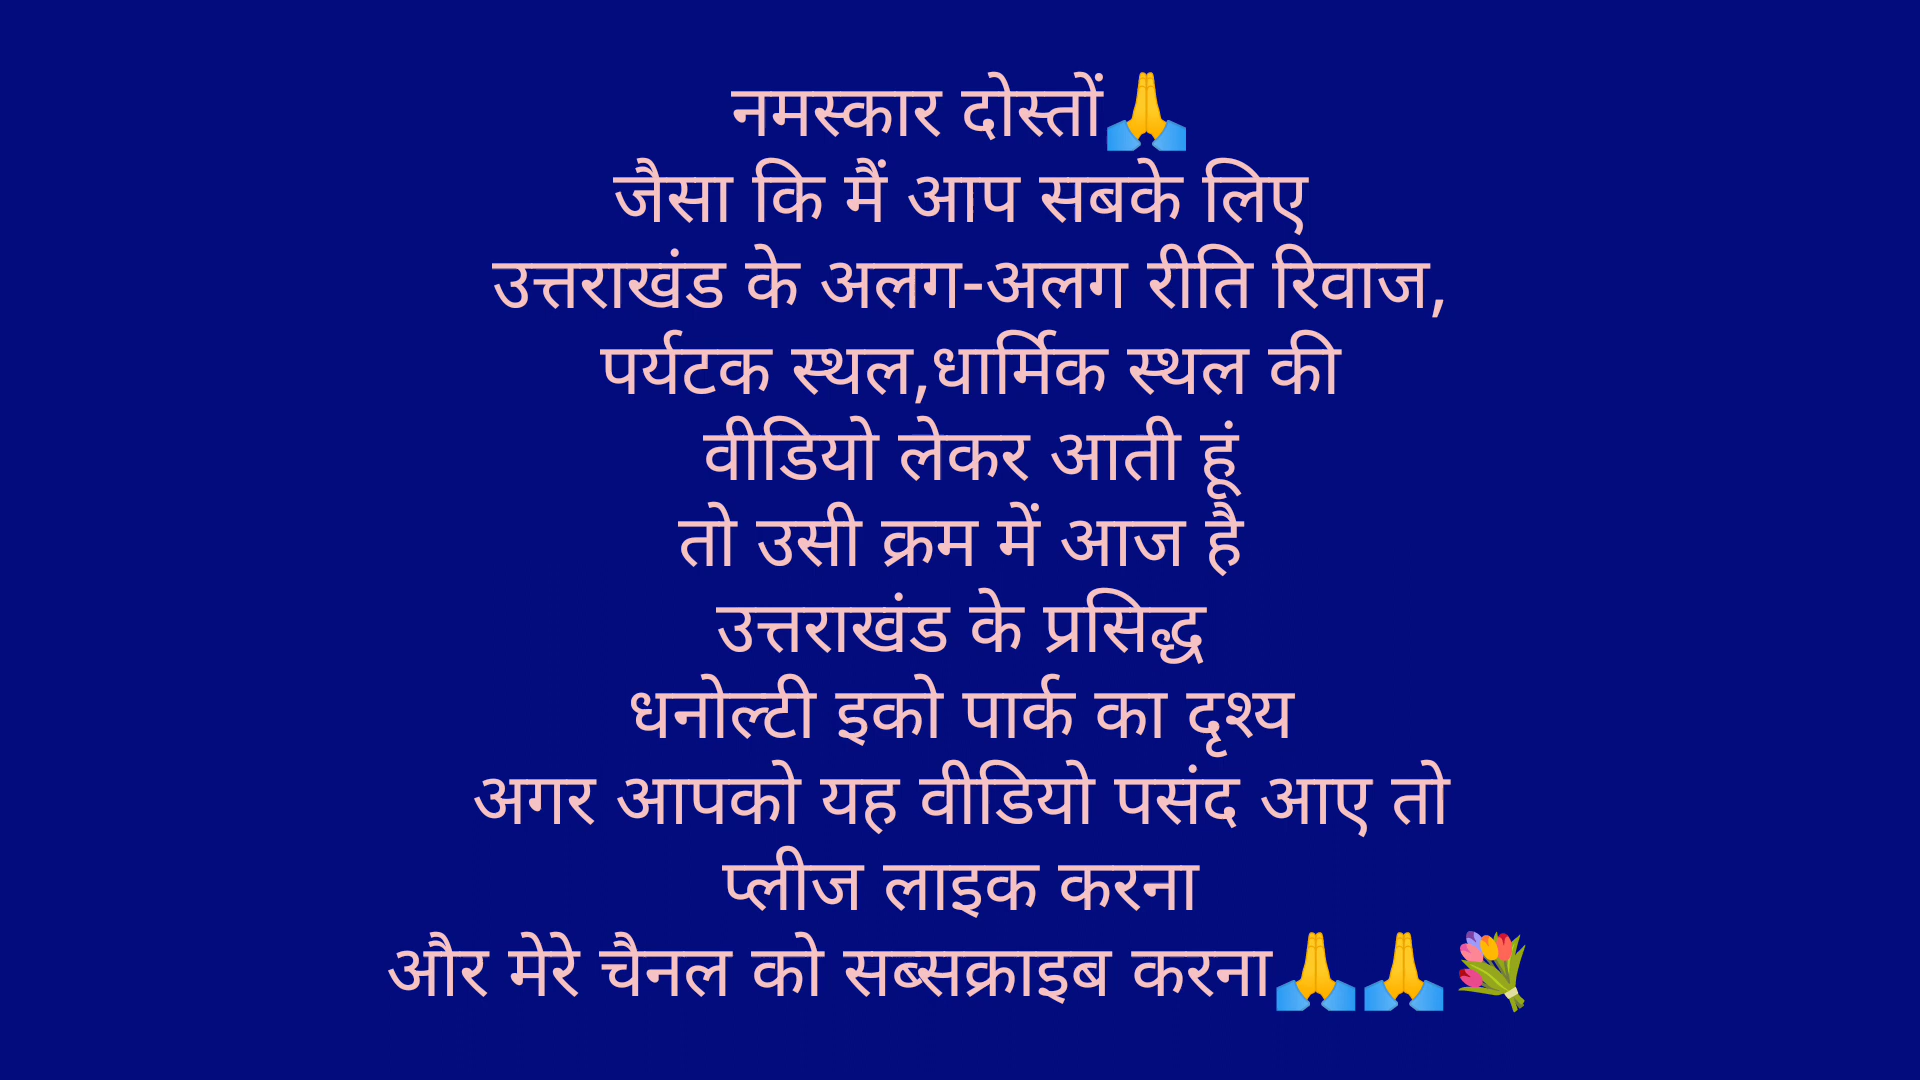 नमस्कार दोस्तों🙏
जैसा कि मैं आप सबके लिए
उत्तराखंड के अलग-अलग रीति रिवाज,
पर्यटक स्थल,धार्मिक स्थल की
वीडियो लेकर आती हूं
तो उसी क्रम में आज है
उत्तराखंड के प्रसिद्ध
धनोल्टी इको पार्क का दृश्य
अगर आपको यह वीडियो पसंद आए तो
प्लीज लाइक करना
और मेरे चैनल को सब्सक्राइब करना🙏🙏💐